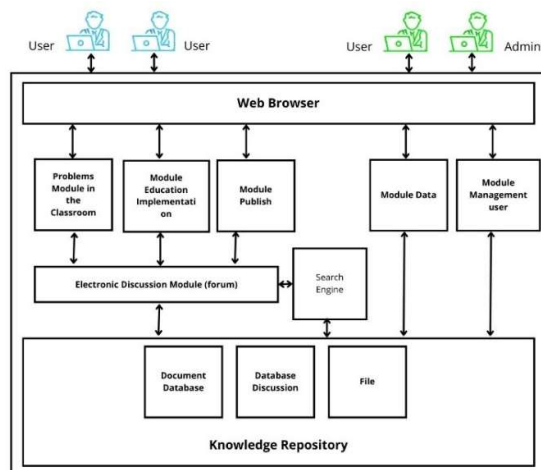 User
User
User
Admin
Web Browser
Problems
Module in
the
Classroom
Module
Education
Implementati
on
Module
Publish
Module Data
Module
Management
user
Electronic Discussion Module (forum)
Search
Engine
Document
Database
Database
Discussion
File
Knowledge Repository